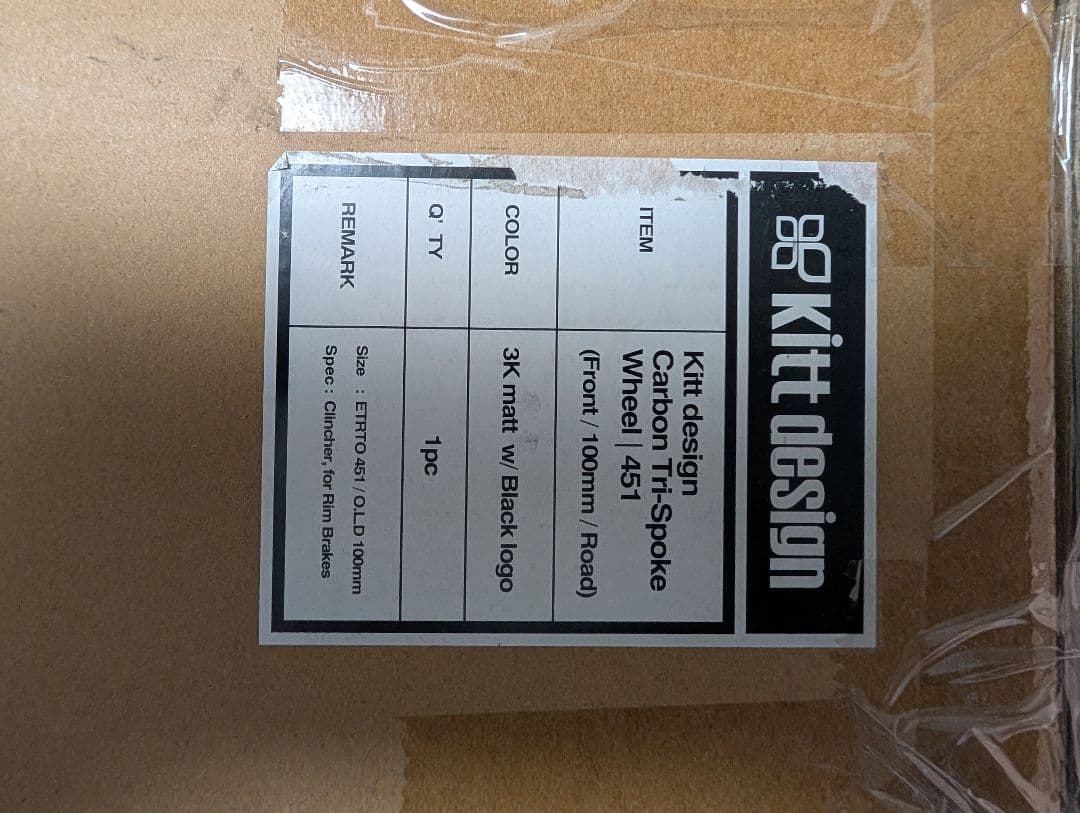 Kitt design
ITEM
Kitt design
Carbon Tri-Spoke
Wheel | 451
(Front / 100mm / Road)
COLOR
3K matt w/ Black logo
Q' TY
1pc
REMARK
Size : ETRTO 451 / O.L.D 100mm
Spec : Clincher, for Rim Brakes